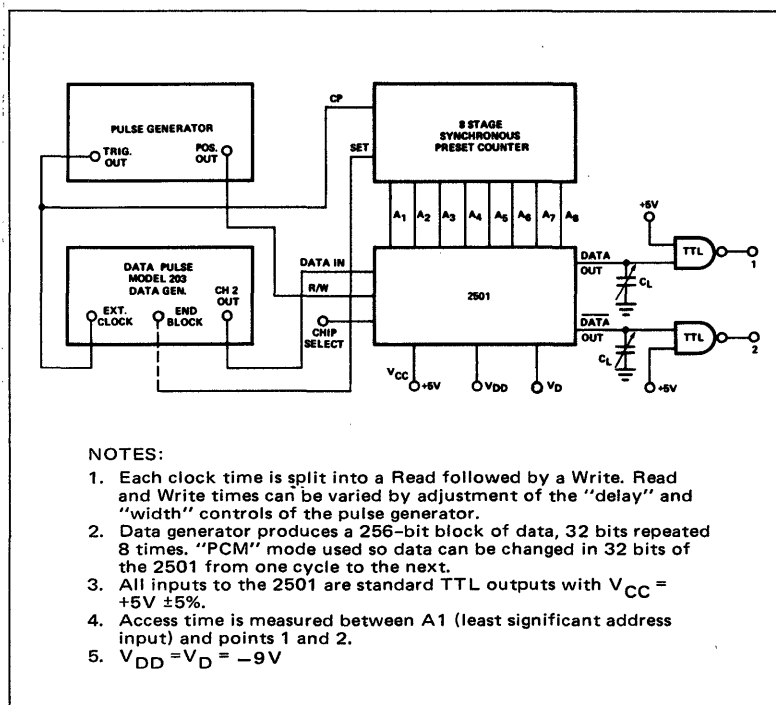 PULSE GENERATOR
TRIG. OUT
POS. OUT
CP
SET
8 STAGE
SYNCHRONOUS
PRESET COUNTER
A1 A2 A3 A4 A5 A6 A7 A8
DATA PULSE
MODEL 203
DATA GEN.
EXT. CLOCK
END BLOCK
CH 2 OUT
DATA IN
R/W
CHIP SELECT
2501
DATA OUT
DATA OUT
CL
CL
+5V
TTL
1
TTL
2
+5V
VCC
+5V
VDD
VD
NOTES:
1. Each clock time is split into a Read followed by a Write. Read
and Write times can be varied by adjustment of the "delay" and
"width" controls of the pulse generator.
2. Data generator produces a 256-bit block of data, 32 bits repeated
8 times. "PCM" mode used so data can be changed in 32 bits of
the 2501 from one cycle to the next.
3. All inputs to the 2501 are standard TTL outputs with VCC =
+5V ±5%.
4. Access time is measured between A1 (least significant address
input) and points 1 and 2.
5. VDD = VD = −9V